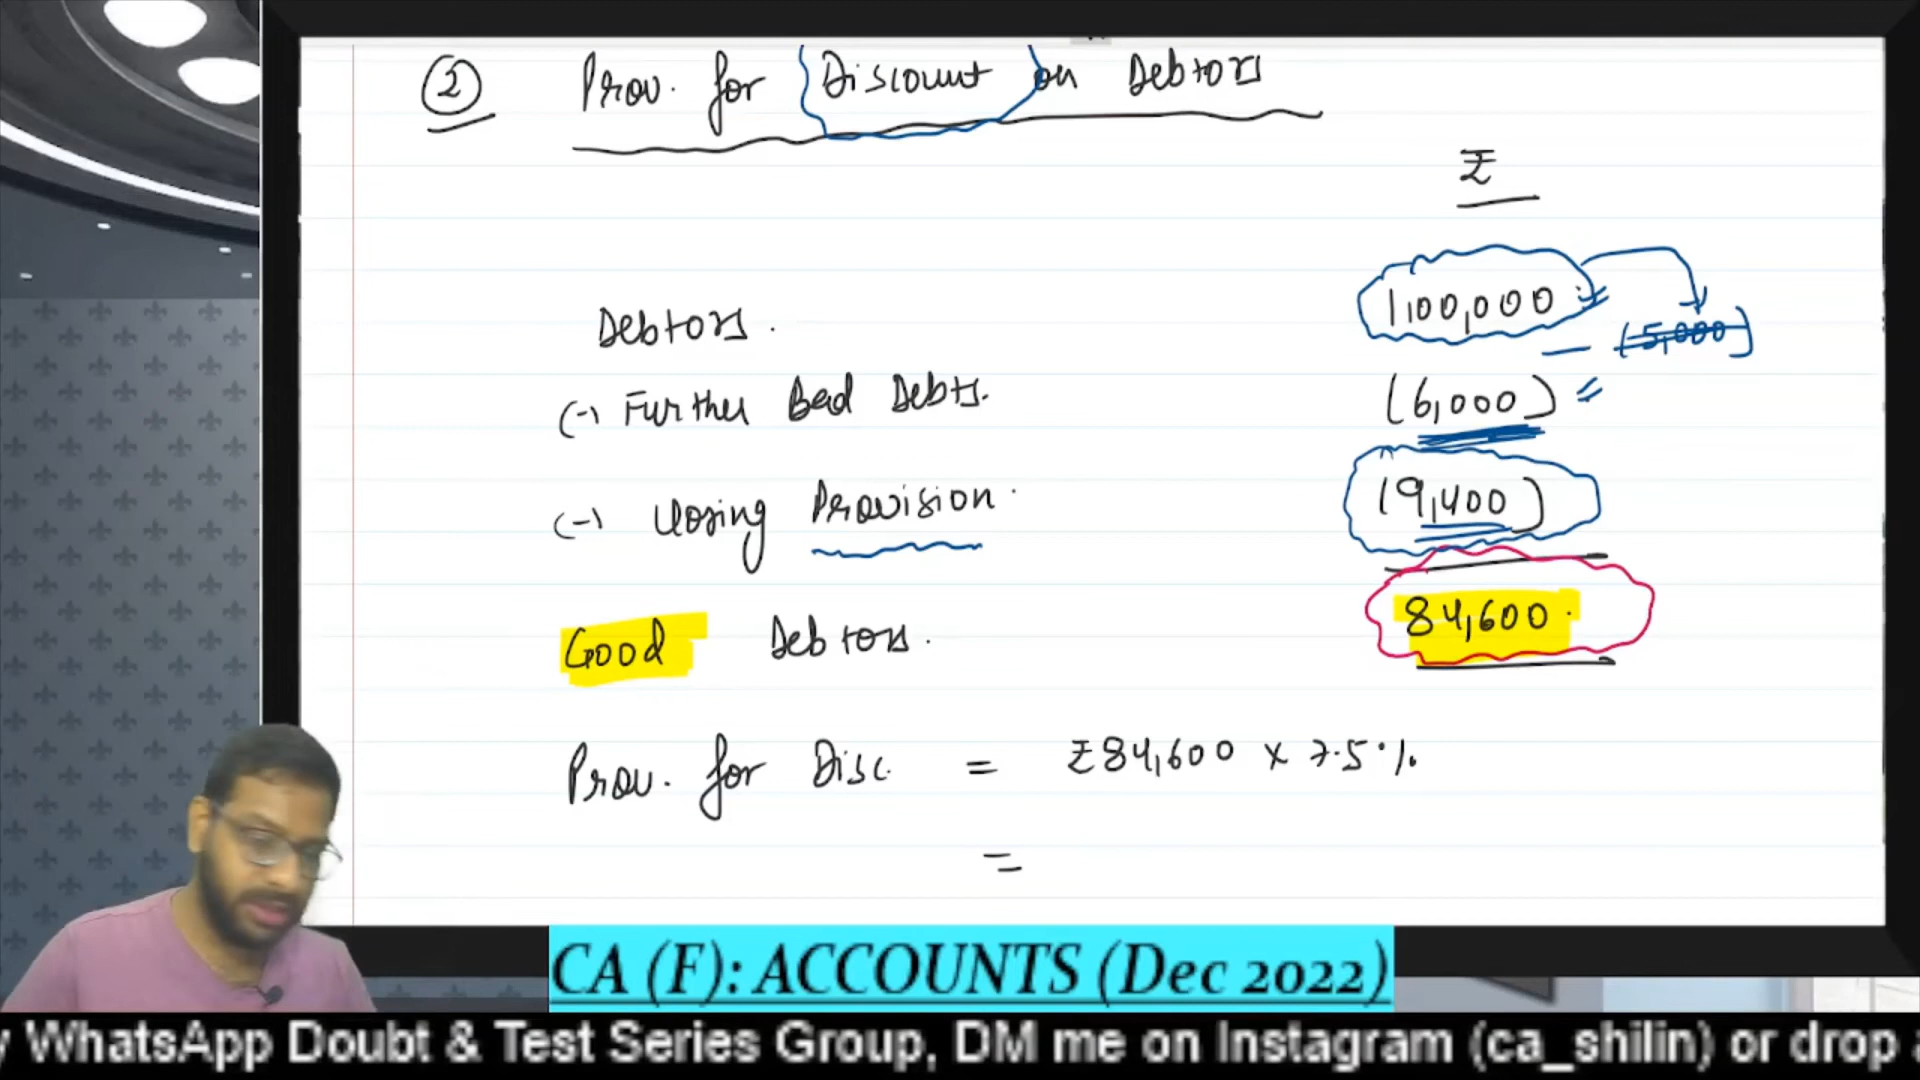 ② Prov. for Discount on Debtors
₹
Debtors. 1,00,000
(5,000)
(-) Further Bad Debts. (6,000)
(-) Closing Provision. (9,400)
Good Debtors. 84,600
Prov. for Disc. = ₹84,600 x 7.5%
=
CA (F): ACCOUNTS (Dec 2022)
y WhatsApp Doubt & Test Series Group, DM me on Instagram (ca_shilin) or drop a